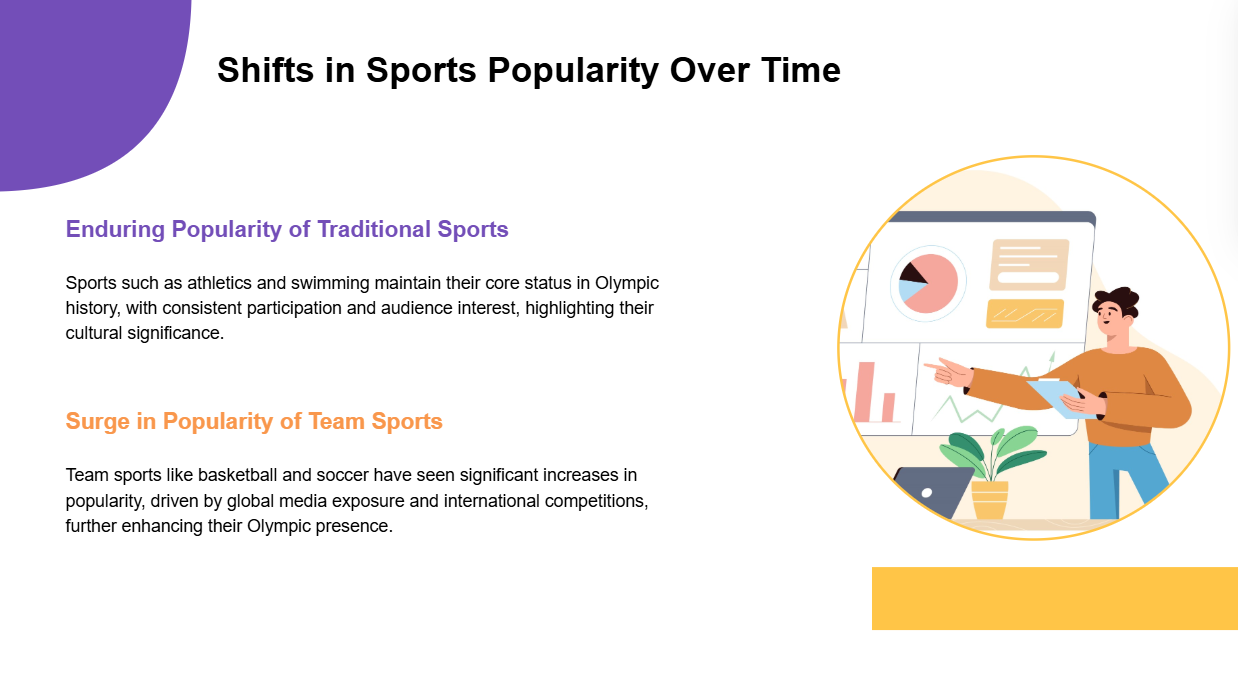 Shifts in Sports Popularity Over Time
Enduring Popularity of Traditional Sports
Sports such as athletics and swimming maintain their core status in Olympic
history, with consistent participation and audience interest, highlighting their
cultural significance.
Surge in Popularity of Team Sports
Team sports like basketball and soccer have seen significant increases in
popularity, driven by global media exposure and international competitions,
further enhancing their Olympic presence.